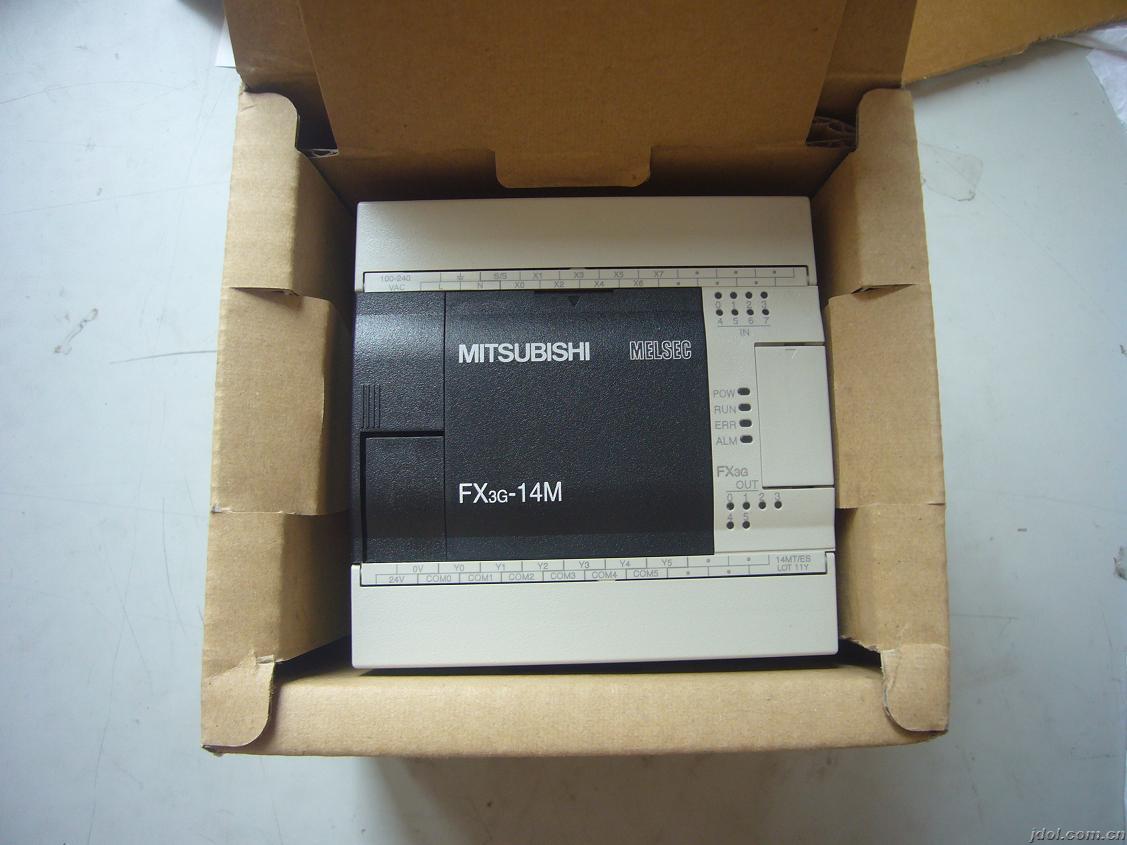 100-240 ⏚ S/S X1 X3 X5 X7 • • •
VAC L N X0 X2 X4 X6 • • •
0 1 2 3
4 5 6 7
IN
MITSUBISHI MELSEC
POW
RUN
ERR
ALM
FX3G
FX3G-14M
OUT
0 1 2 3
4 5
0V Y0 Y1 Y2 Y3 Y4 Y5 • • 14MT/ES
24V COM0 COM1 COM2 COM3 COM4 COM5 • • LOT 11Y
jdol.com.cn